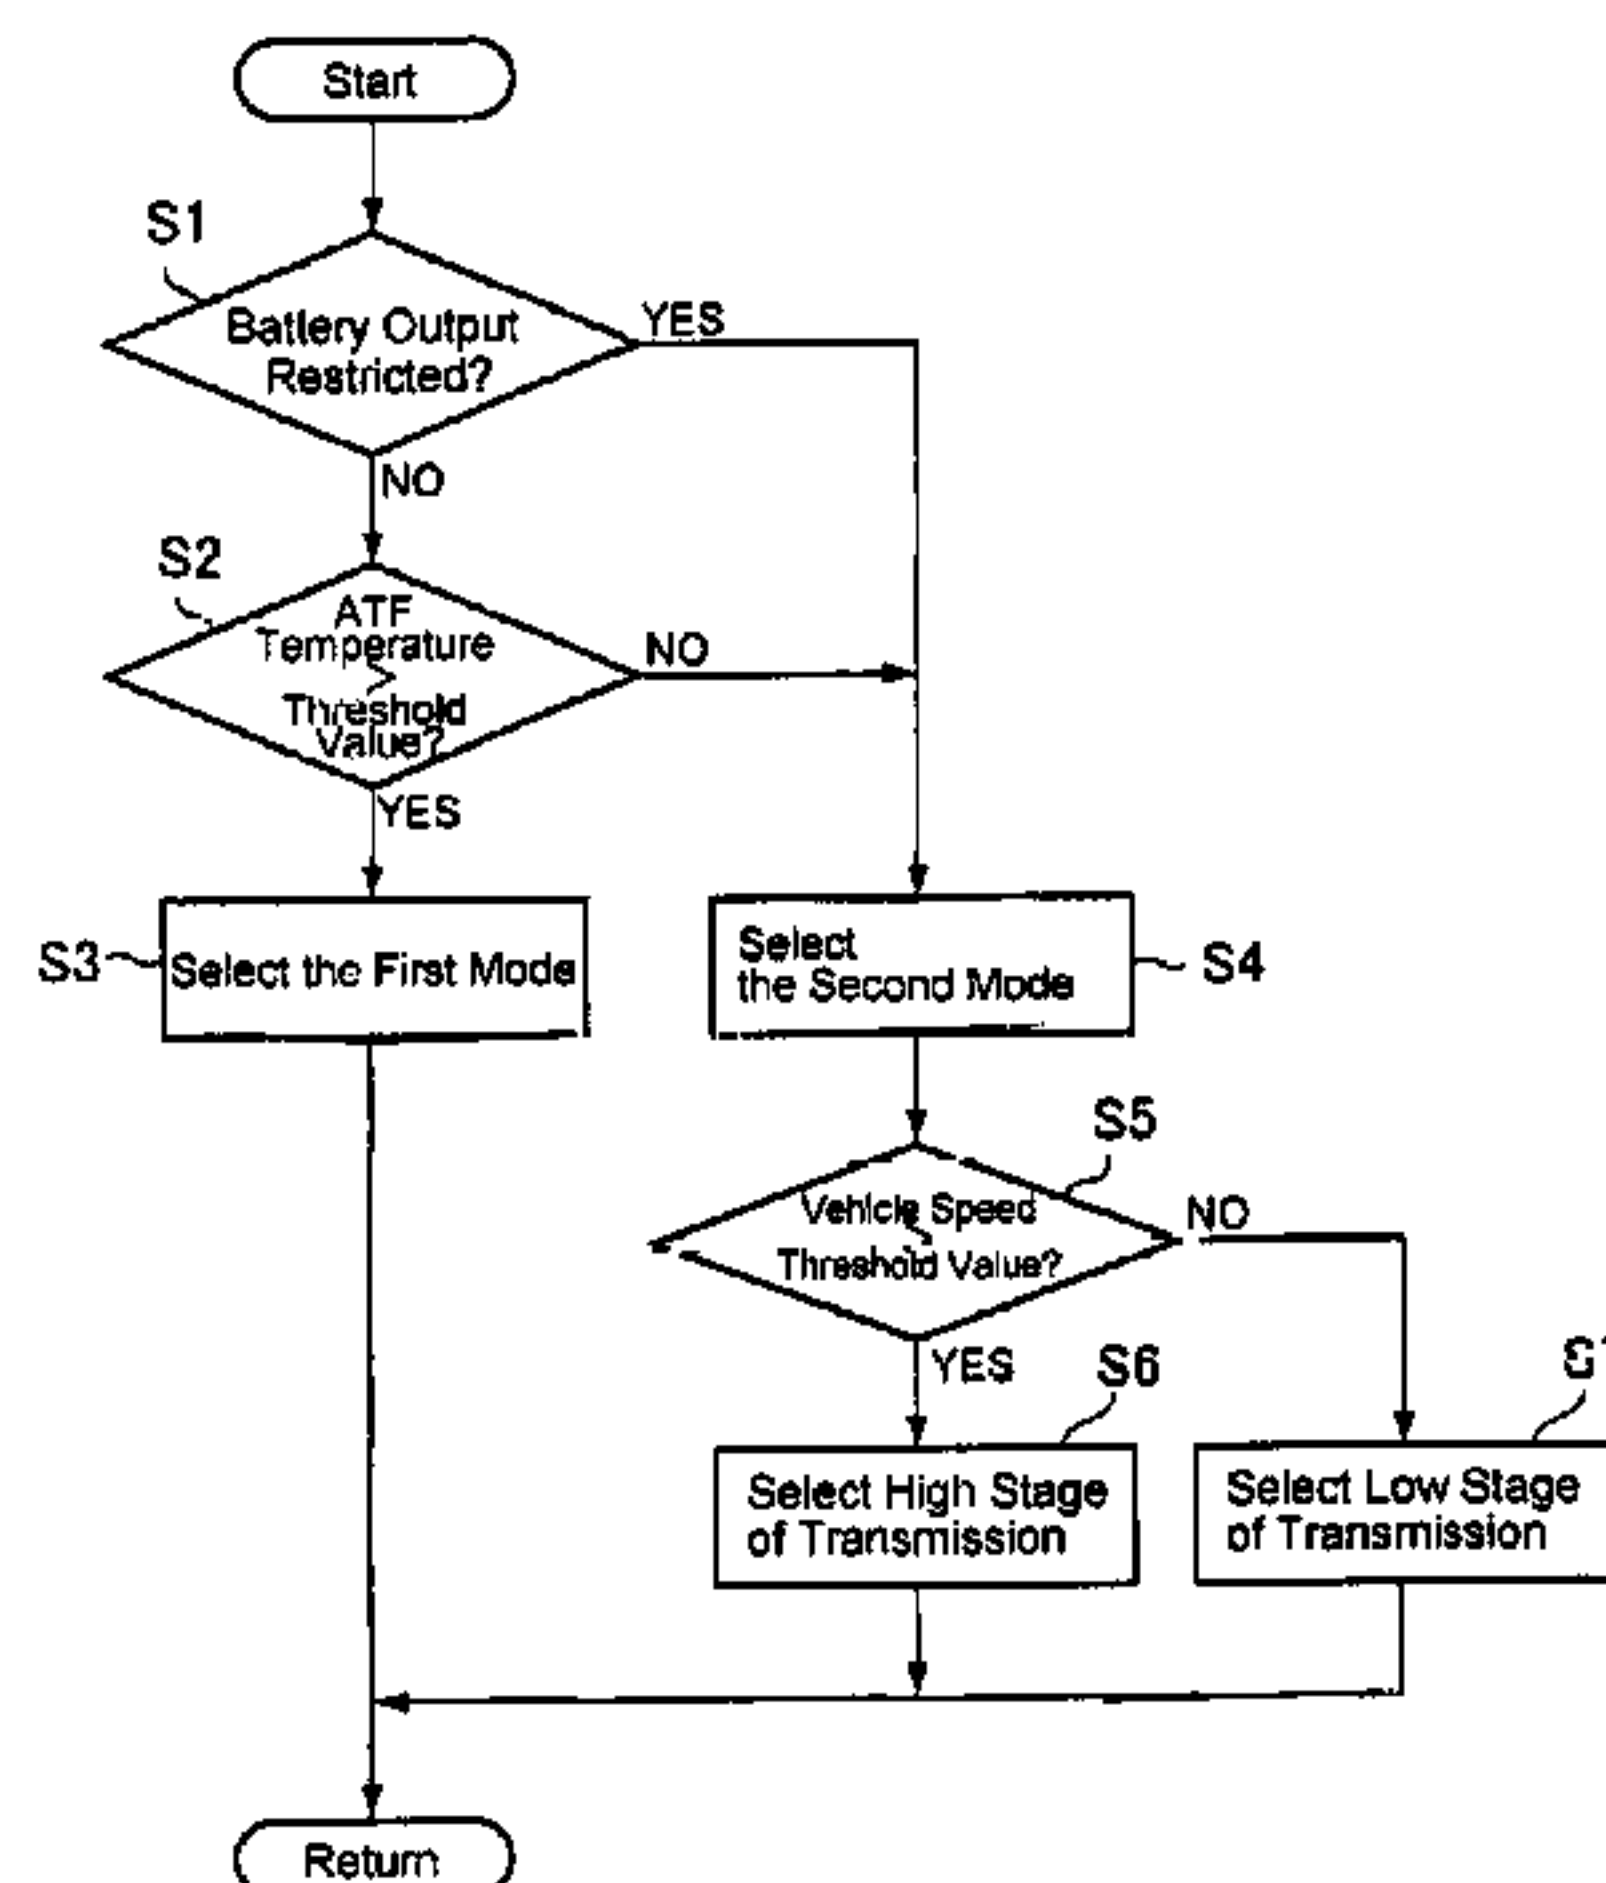 Start
S1
Battery Output
Restricted?
YES
NO
S2
ATF
Temperature
>
Threshold
Value?
NO
YES
S3
Select the First Mode
Select
the Second Mode
S4
S5
Vehicle Speed
>
Threshold Value?
NO
YES
S6
Select High Stage
of Transmission
Select Low Stage
of Transmission
Return